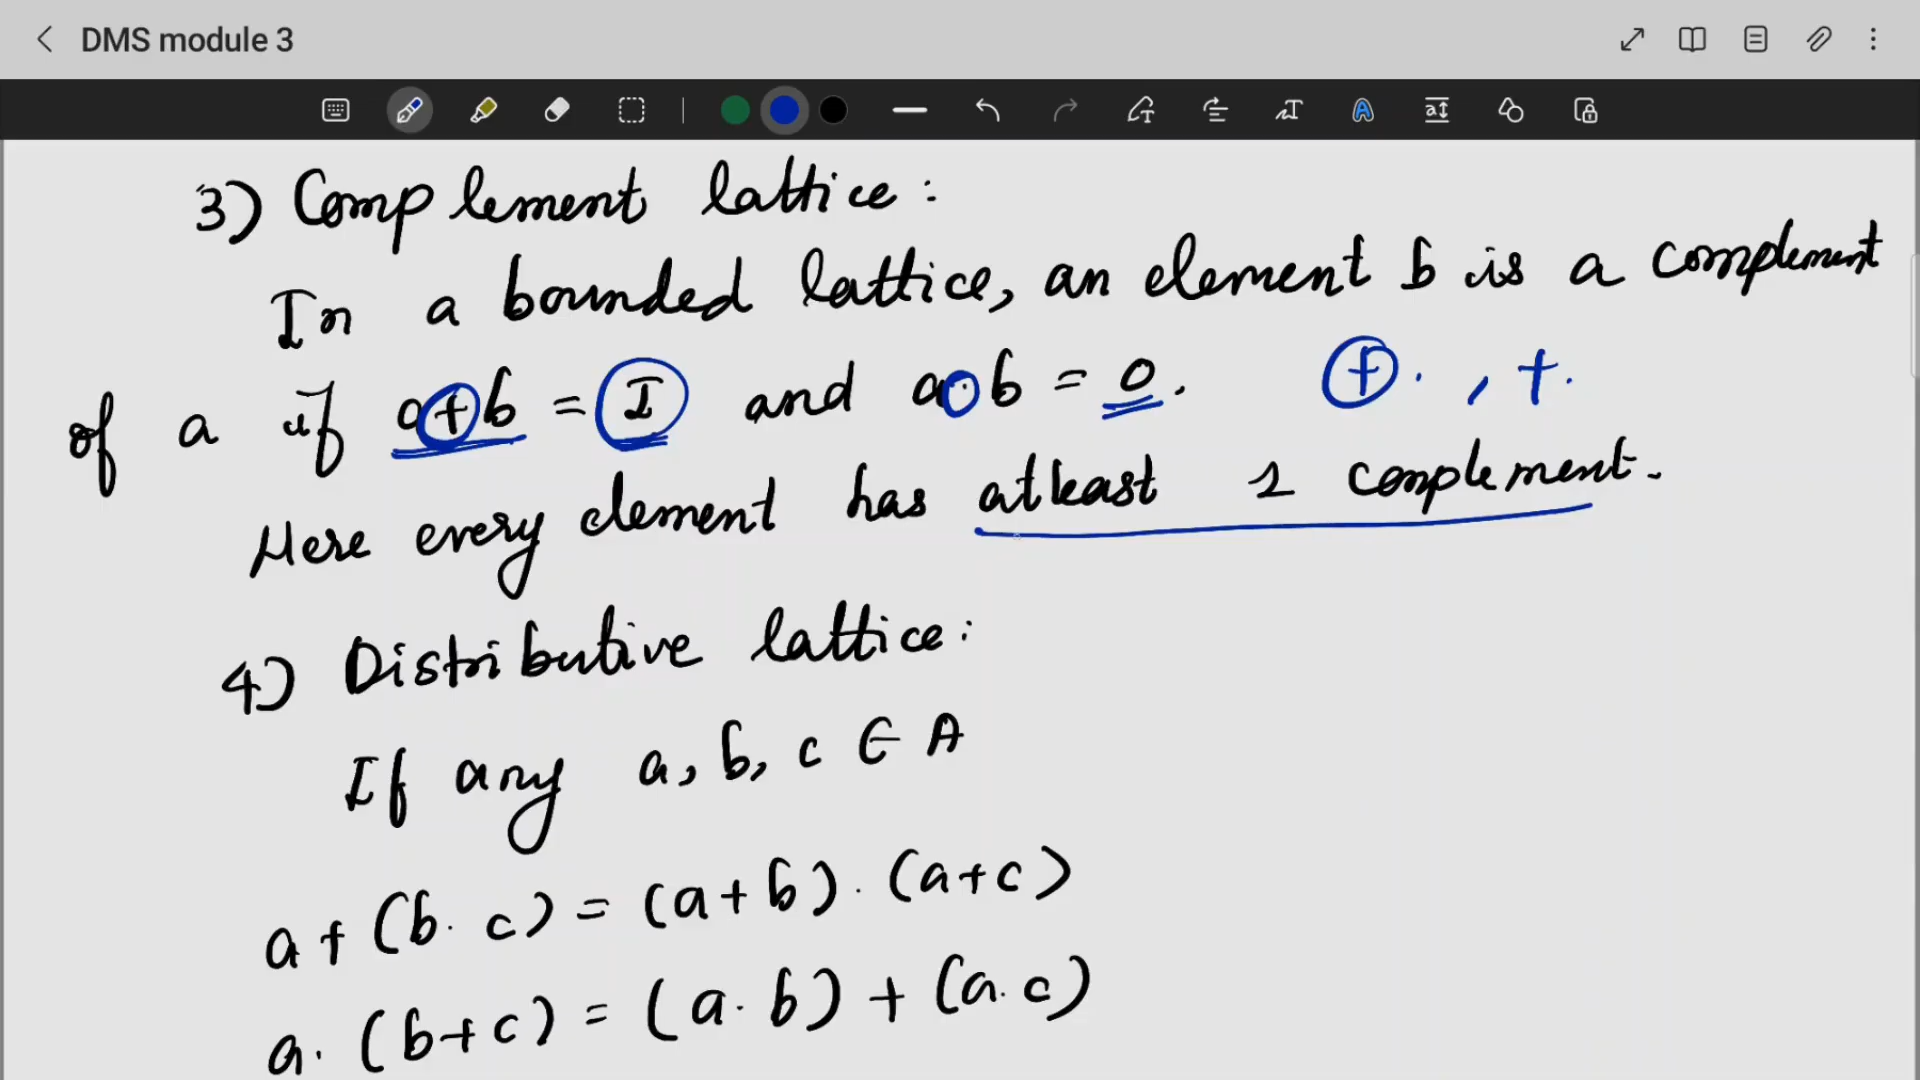 DMS module 3
3) Complement lattice:
In a bounded lattice, an element b is a complement
of a if a+b = I and a·b = 0. +. , +.
Here every element has atleast 1 complement.
4) Distributive lattice:
If any a, b, c ∈ A
a+(b·c) = (a+b)·(a+c)
a·(b+c) = (a·b)+(a·c)